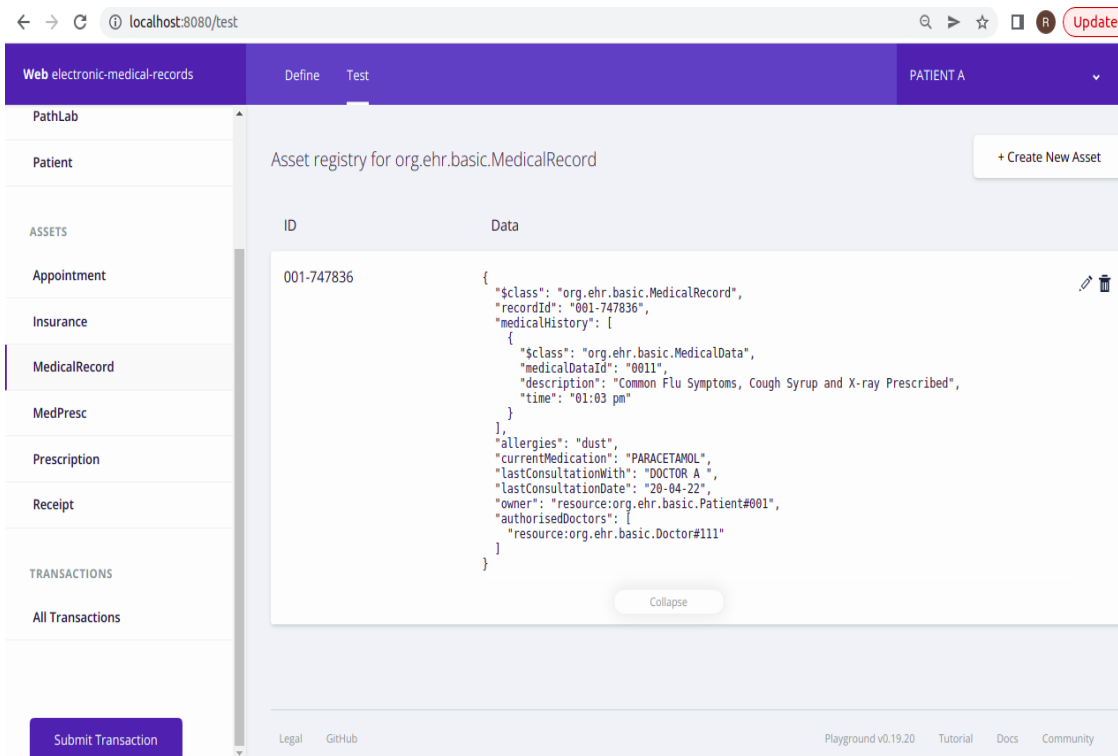 localhost:8080/test
R
Update
Web electronic-medical-records
Define
Test
PATIENT A
PathLab
Patient
ASSETS
Appointment
Insurance
MedicalRecord
MedPresc
Prescription
Receipt
TRANSACTIONS
All Transactions
Submit Transaction
Asset registry for org.ehr.basic.MedicalRecord
+ Create New Asset
ID
Data
001-747836
{
"$class": "org.ehr.basic.MedicalRecord",
"recordId": "001-747836",
"medicalHistory": [
{
"$class": "org.ehr.basic.MedicalData",
"medicalDataId": "0011",
"description": "Common Flu Symptoms, Cough Syrup and X-ray Prescribed",
"time": "01:03 pm"
}
],
"allergies": "dust",
"currentMedication": "PARACETAMOL",
"lastConsultationWith": "DOCTOR A ",
"lastConsultationDate": "20-04-22",
"owner": "resource:org.ehr.basic.Patient#001",
"authorisedDoctors": [
"resource:org.ehr.basic.Doctor#111"
]
}
Collapse
Legal
GitHub
Playground v0.19.20
Tutorial
Docs
Community